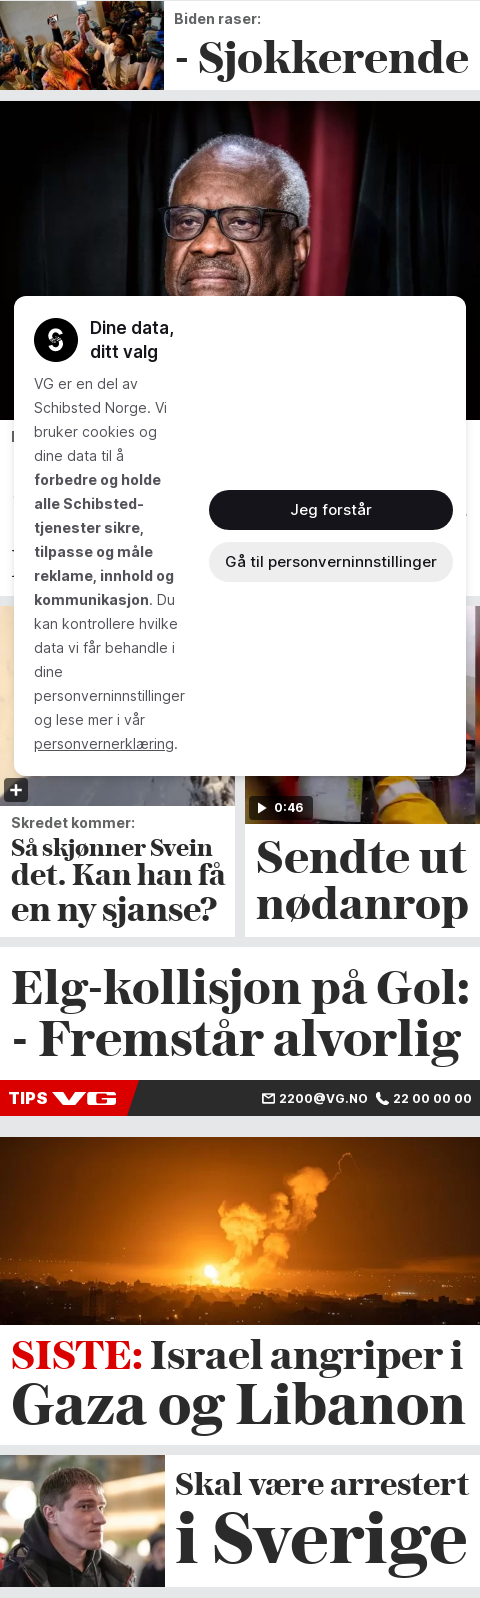 Biden raser:
- Sjokkerende
Dine data,
ditt valg
VG er en del av
Schibsted Norge. Vi
bruker cookies og
dine data til å
forbedre og holde
alle Schibsted-
tjenester sikre,
tilpasse og måle
reklame, innhold og
kommunikasjon. Du
kan kontrollere hvilke
data vi får behandle i
dine
personverninnstillinger
og lese mer i vår
personvernerklæring.
Jeg forstår
Gå til personverninnstillinger
0:46
Skredet kommer:
Så skjønner Svein
det. Kan han få
en ny sjanse?
Sendte ut
nødanrop
Elg-kollisjon på Gol:
- Fremstår alvorlig
TIPS VG
2200@VG.NO 22 00 00 00
SISTE: Israel angriper i
Gaza og Libanon
Skal være arrestert
i Sverige